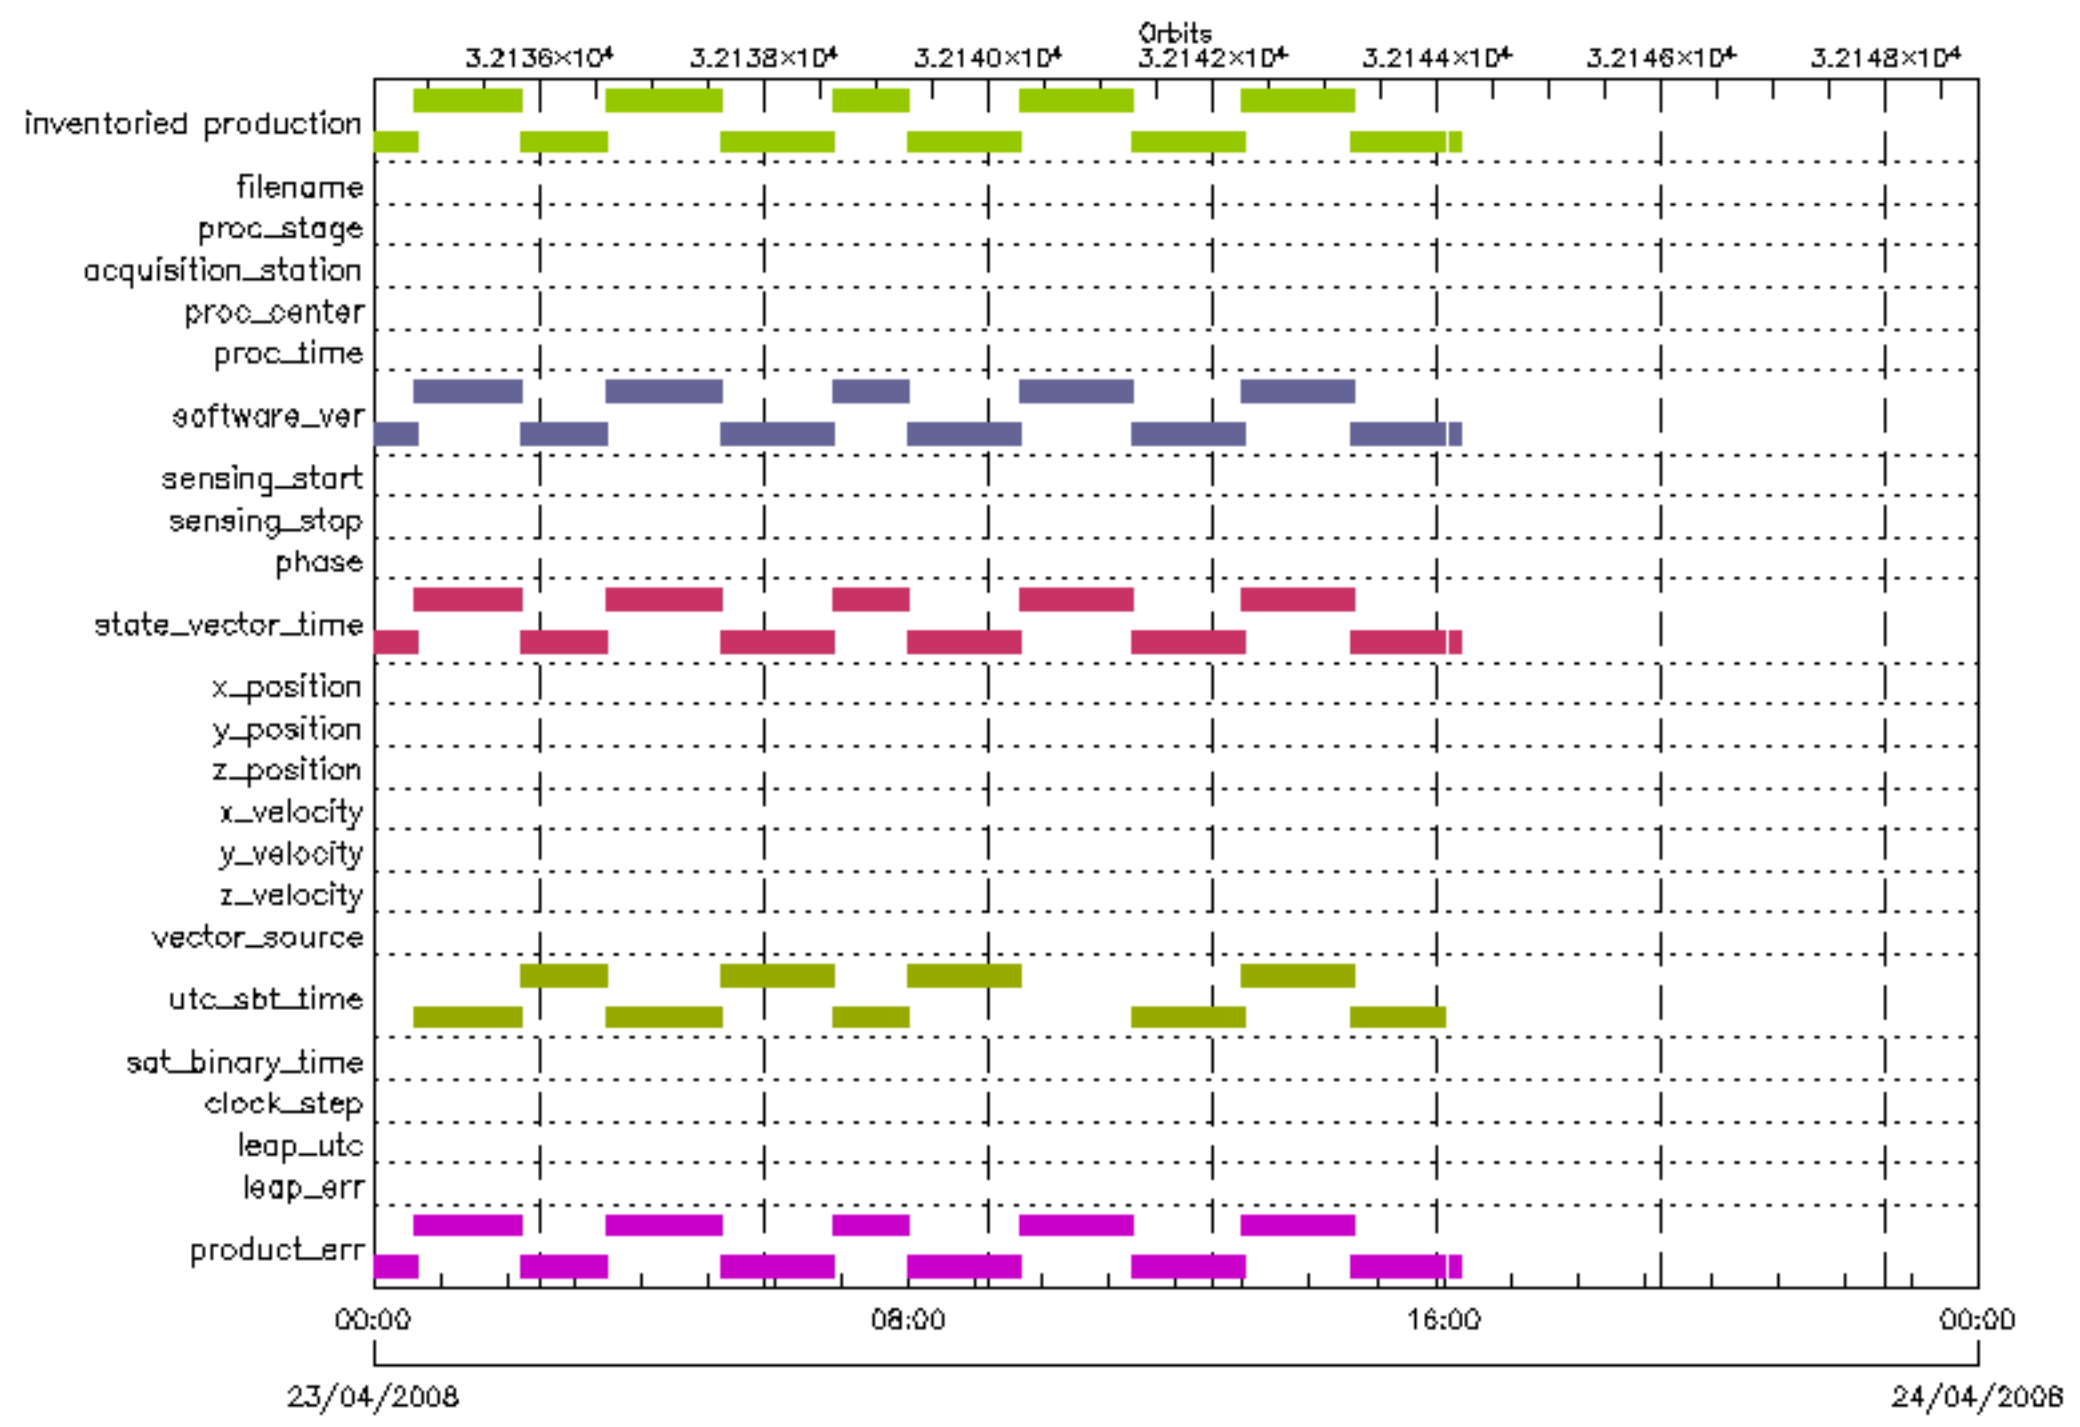 Orbits
3.2136×10⁴ 3.2138×10⁴ 3.2140×10⁴ 3.2142×10⁴ 3.2144×10⁴ 3.2146×10⁴ 3.2148×10⁴
inventoried production
filename
proc_stage
acquisition_station
proc_center
proc_time
software_ver
sensing_start
sensing_stop
phase
state_vector_time
x_position
y_position
z_position
x_velocity
y_velocity
z_velocity
vector_source
utc_sbt_time
sat_binary_time
clock_step
leap_utc
leap_err
product_err
00:00 08:00 16:00 00:00
23/04/2008 24/04/2008